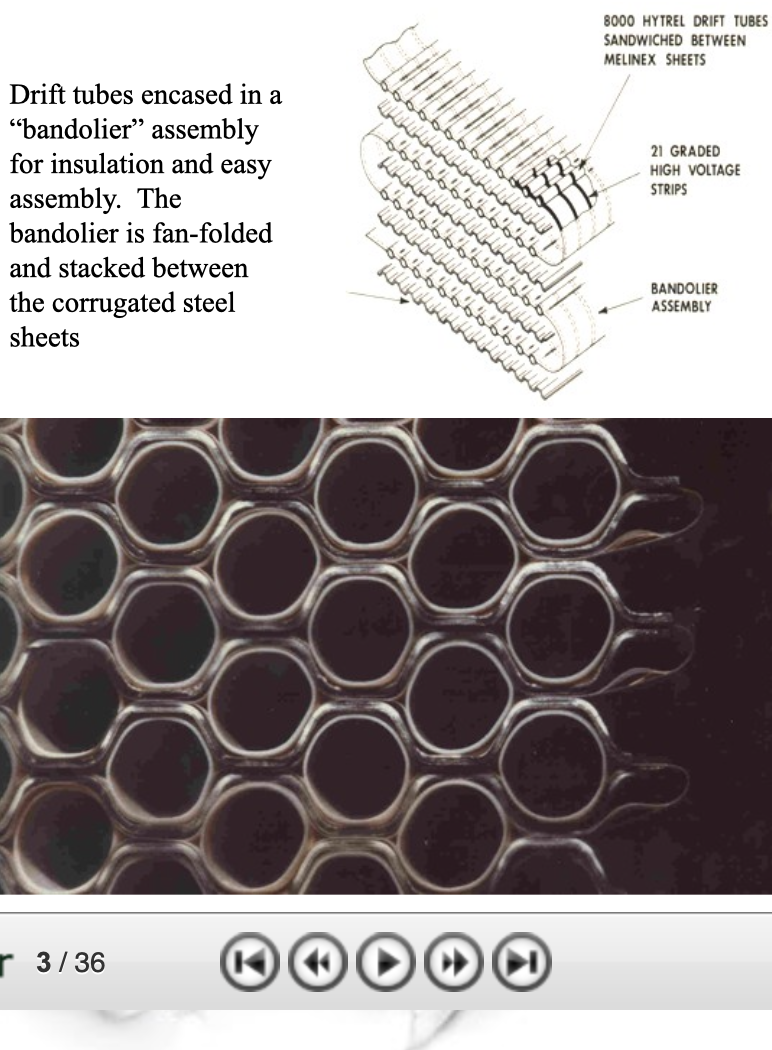 Drift tubes encased in a
“bandolier” assembly
for insulation and easy
assembly.  The
bandolier is fan-folded
and stacked between
the corrugated steel
sheets
8000 HYTREL DRIFT TUBES
SANDWICHED BETWEEN
MELINEX SHEETS
21 GRADED
HIGH VOLTAGE
STRIPS
BANDOLIER
ASSEMBLY
r 3 / 36